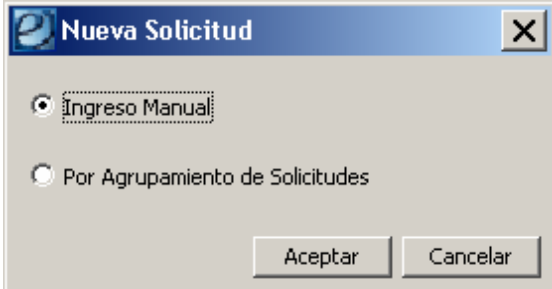 Nueva Solicitud
Ingreso Manual
Por Agrupamiento de Solicitudes
Aceptar Cancelar